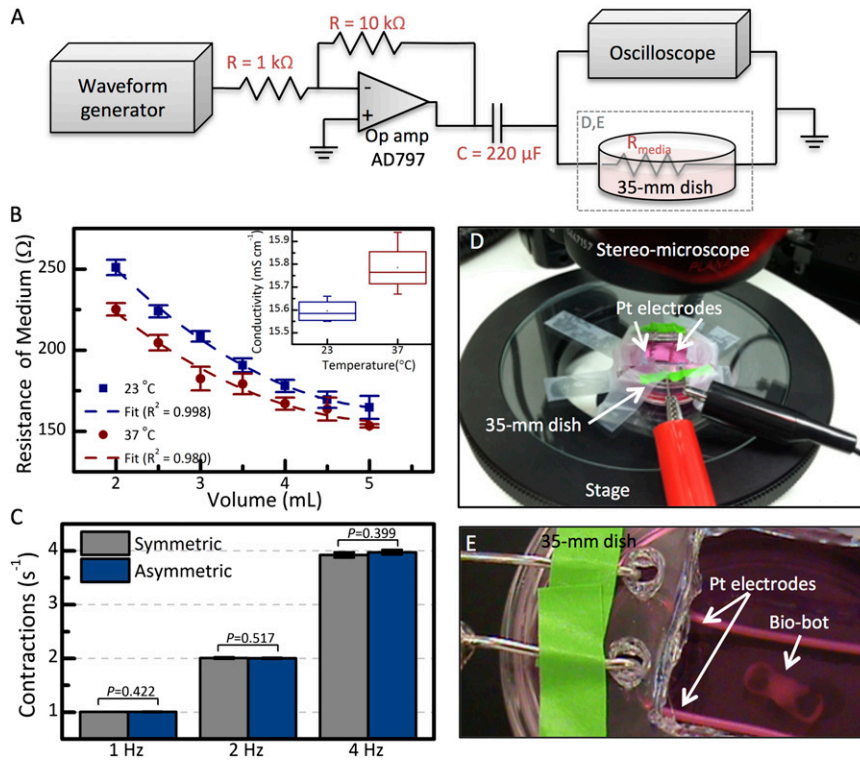 A
R = 10 kΩ
R = 1 kΩ
Waveform
generator
-
+
Op amp
AD797
C = 220 µF
Oscilloscope
D,E
R media
35-mm dish
B
Resistance of Medium (Ω)
250
200
150
2 3 4 5
Volume (mL)
23 °C
Fit (R² = 0.998)
37 °C
Fit (R² = 0.980)
Conductivity (mS cm⁻¹)
15.9
15.8
15.7
15.6
15.5
23 37
Temperature(°C)
C
Contractions (s⁻¹)
4
3
2
1
Symmetric
Asymmetric
P=0.422
P=0.517
P=0.399
1 Hz 2 Hz 4 Hz
D
Stereo-microscope
Pt electrodes
35-mm dish
Stage
E
35-mm dish
Pt electrodes
Bio-bot